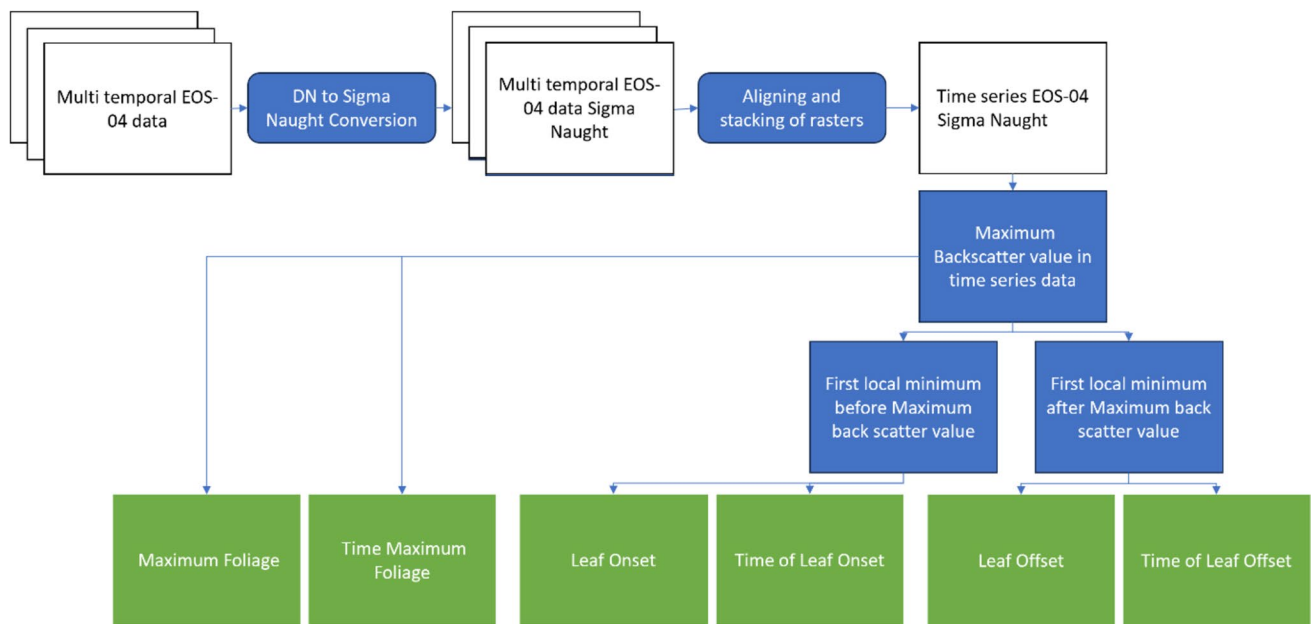 Multi temporal EOS-
04 data
DN to Sigma
Naught Conversion
Multi temporal EOS-
04 data Sigma
Naught
Aligning and
stacking of rasters
Time series EOS-04
Sigma Naught
Maximum
Backscatter value in
time series data
First local minimum
before Maximum
back scatter value
First local minimum
after Maximum back
scatter value
Maximum Foliage
Time Maximum
Foliage
Leaf Onset
Time of Leaf Onset
Leaf Offset
Time of Leaf Offset